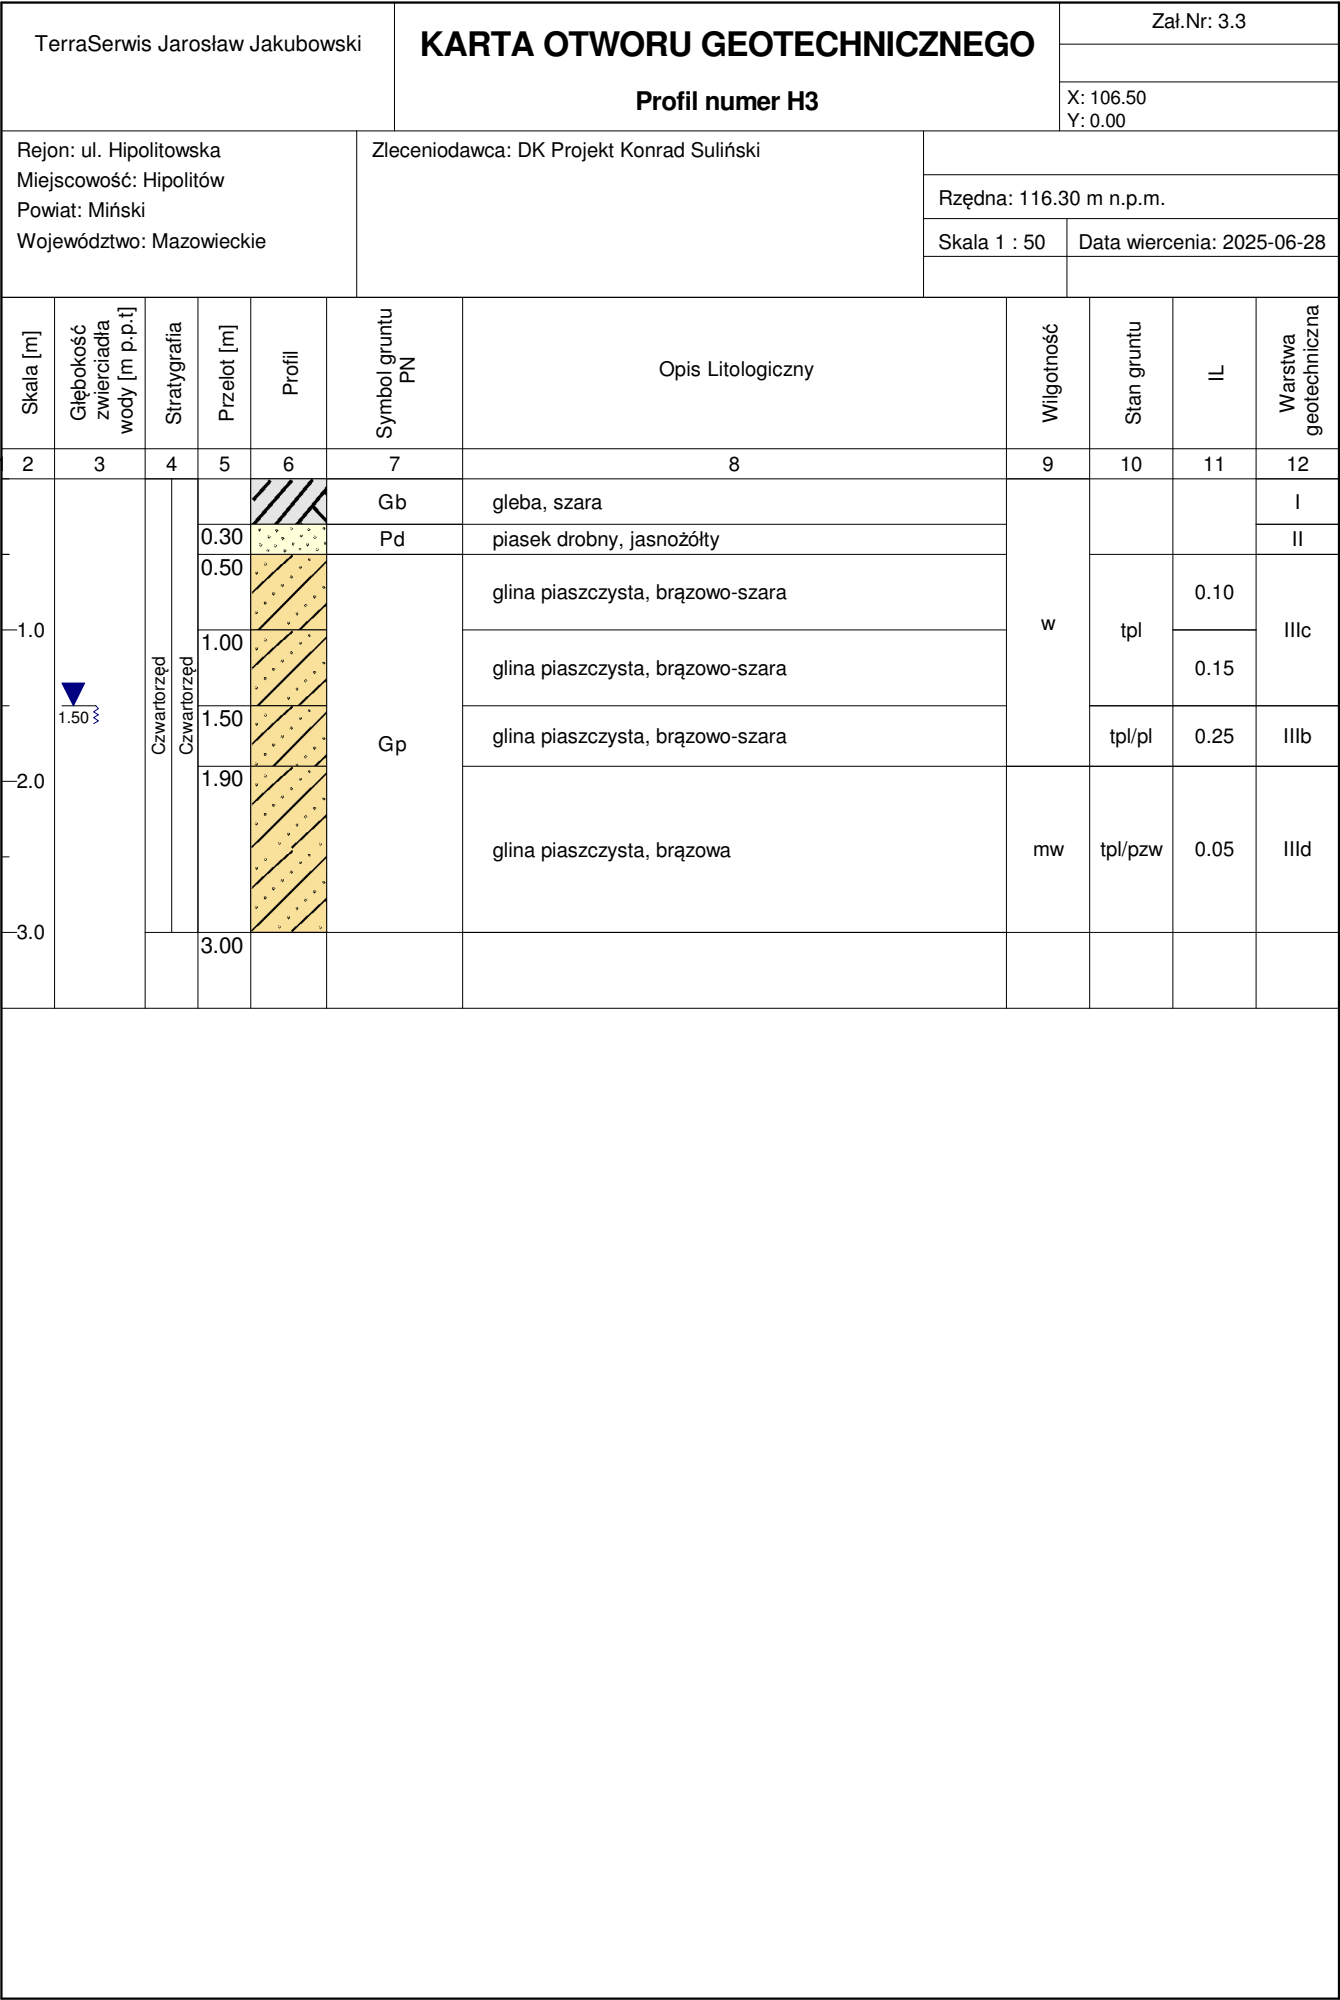 TerraSerwis Jarosław Jakubowski
KARTA OTWORU GEOTECHNICZNEGO
Profil numer H3
Zał.Nr: 3.3
X: 106.50
Y: 0.00
Rejon: ul. Hipolitowska
Miejscowość: Hipolitów
Powiat: Miński
Województwo: Mazowieckie
Zleceniodawca: DK Projekt Konrad Suliński
Rzędna: 116.30 m n.p.m.
Skala 1 : 50
Data wiercenia: 2025-06-28
Skala [m]
Głębokość
zwierciadła
wody [m p.p.t]
Stratygrafia
Przelot [m]
Profil
Symbol gruntu
PN
Opis Litologiczny
Wilgotność
Stan gruntu
IL
Warstwa
geotechniczna
2 3 4 5 6 7 8 9 10 11 12
Gb gleba, szara I
0.30 Pd piasek drobny, jasnożółty II
0.50
glina piaszczysta, brązowo-szara 0.10
1.0 w tpl IIIc
1.00
glina piaszczysta, brązowo-szara 0.15
Czwartorzęd
Czwartorzęd
1.50
1.50
Gp glina piaszczysta, brązowo-szara tpl/pl 0.25 IIIb
2.0 1.90
glina piaszczysta, brązowa mw tpl/pzw 0.05 IIId
3.0
3.00